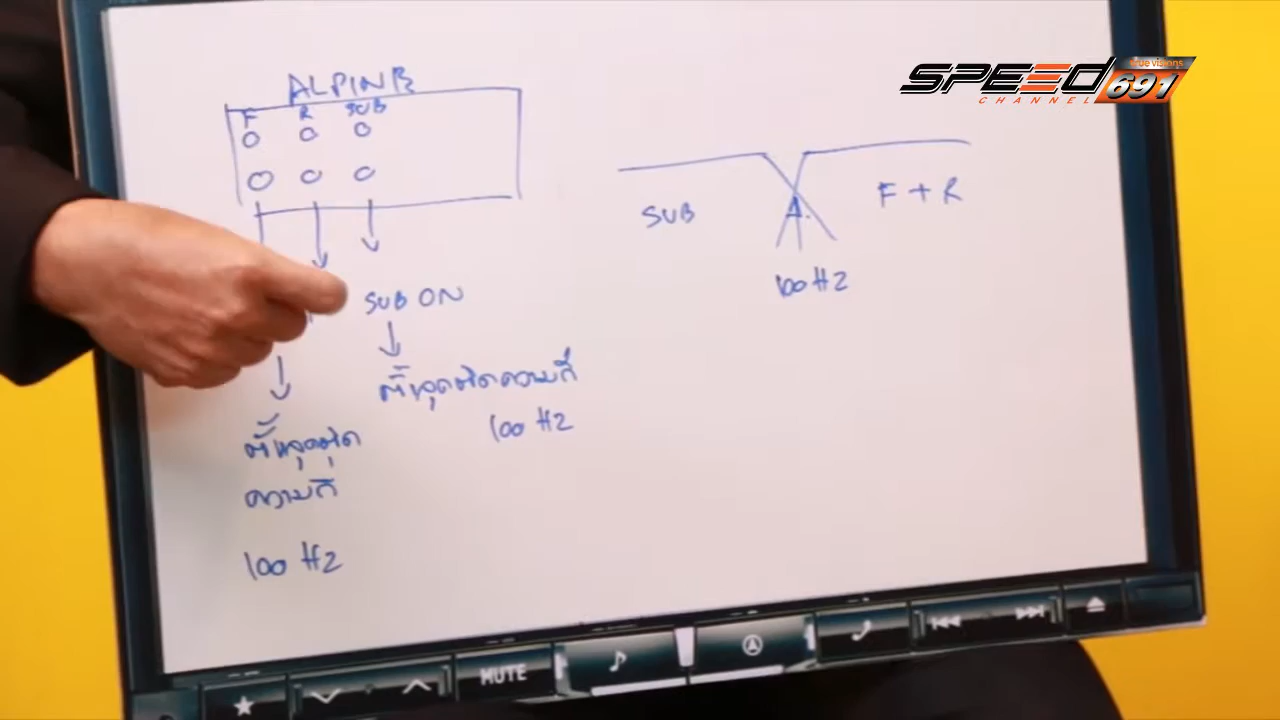 ALPINE
F R SUB
SUB ON
ตั้งจุดตัดความถี่
100 Hz
ตั้งจุดตัด
ความถี่
100 Hz
SUB
F + R
100 Hz
SPEED
CHANNEL
true visions
691
MUTE